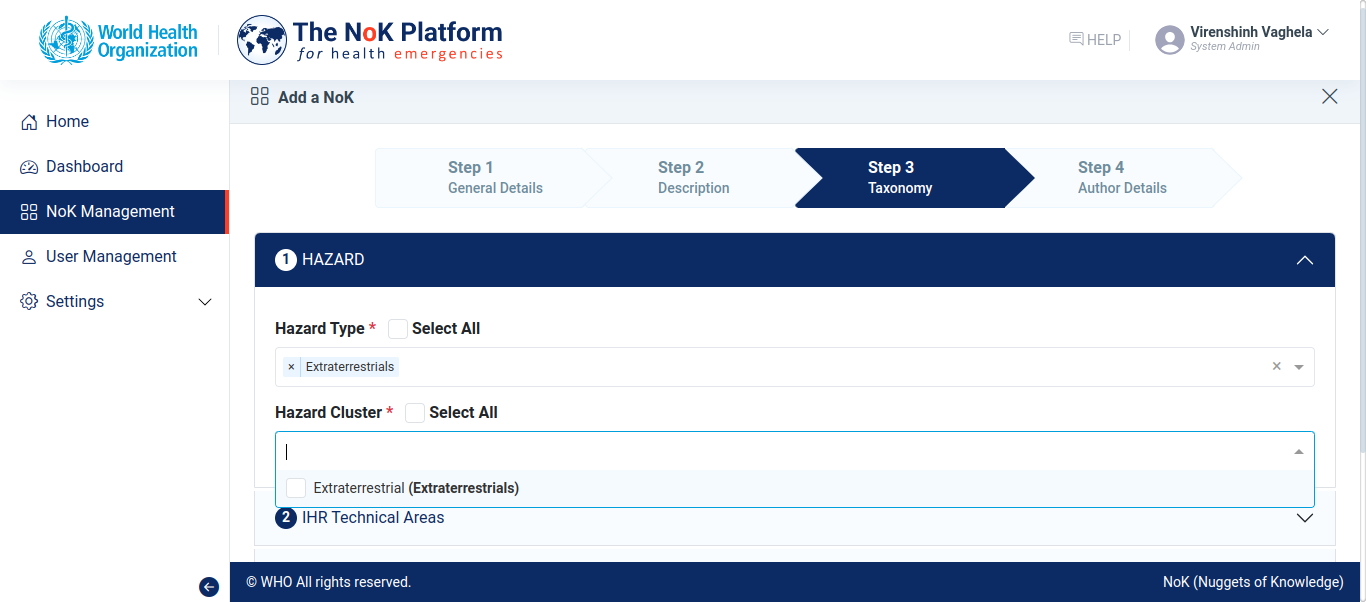 World Health
Organization
The NoK Platform
for health emergencies
HELP
Virenshinh Vaghela
System Admin
Home
Dashboard
NoK Management
User Management
Settings
Add a NoK
Step 1
General Details
Step 2
Description
Step 3
Taxonomy
Step 4
Author Details
1 HAZARD
Hazard Type * Select All
× Extraterrestrials ×
Hazard Cluster * Select All
Extraterrestrial (Extraterrestrials)
2 IHR Technical Areas
© WHO All rights reserved.
NoK (Nuggets of Knowledge)